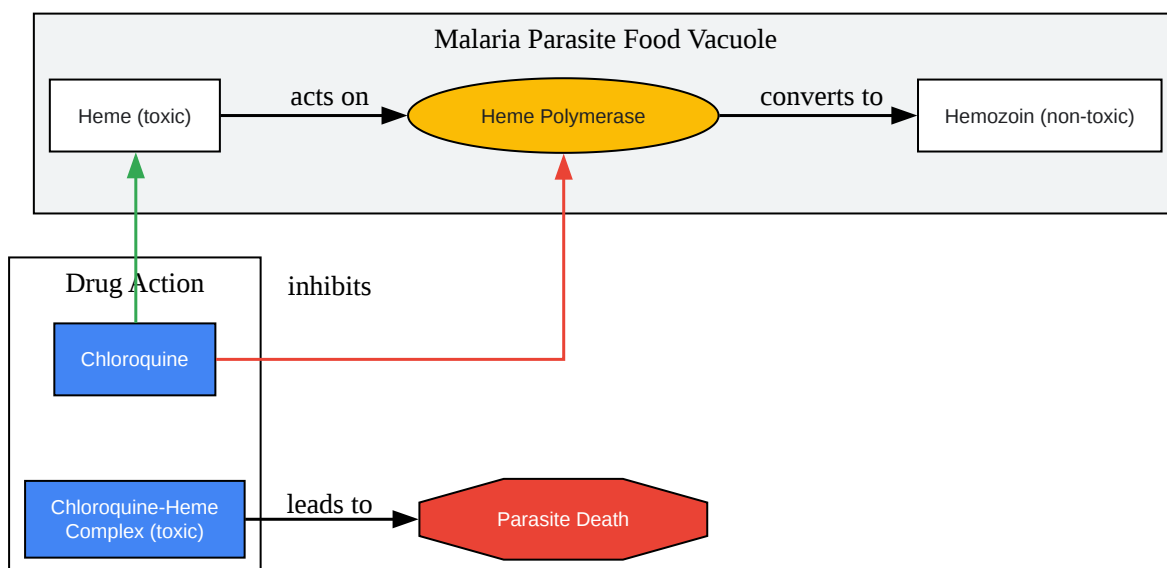 Malaria Parasite Food Vacuole
Heme (toxic)
acts on
Heme Polymerase
converts to
Hemozoin (non-toxic)
Drug Action
inhibits
Chloroquine
Chloroquine-Heme
Complex (toxic)
leads to
Parasite Death